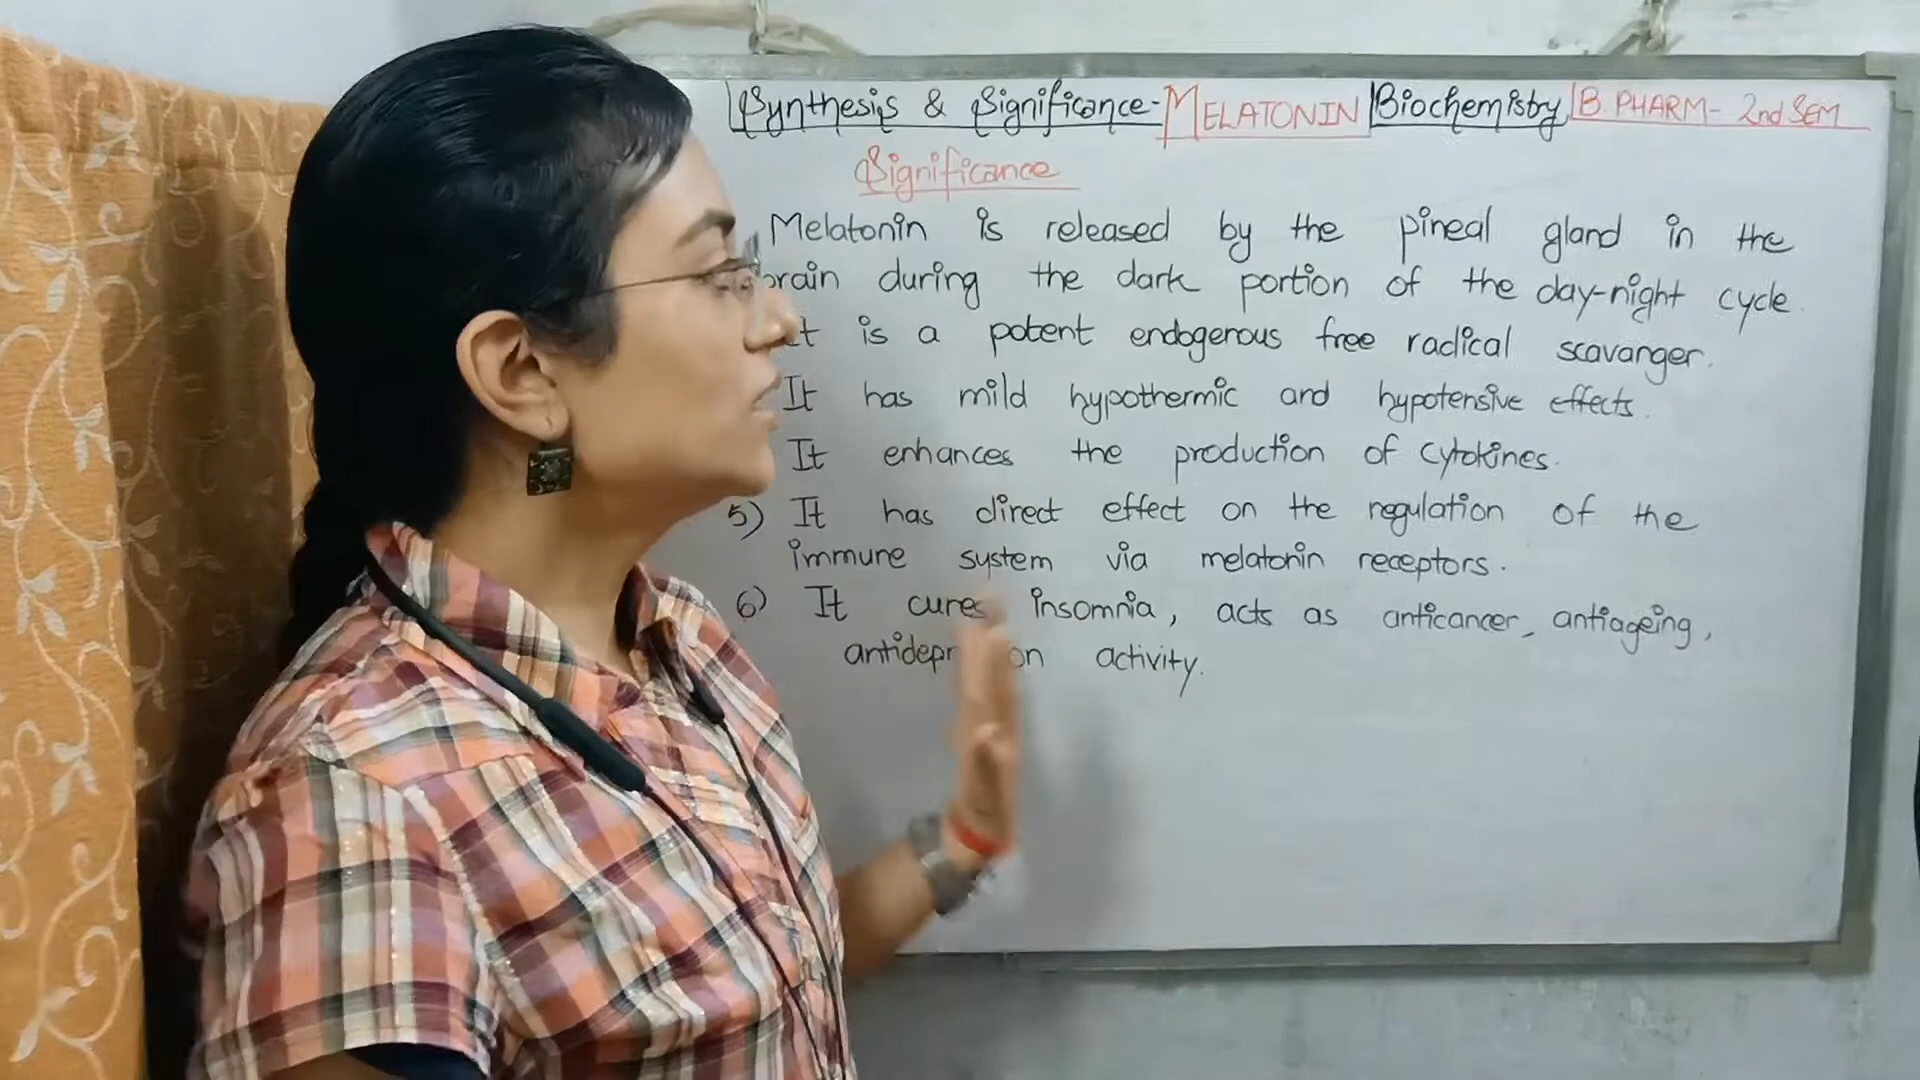 Synthesis & Significance- MELATONIN | Biochemistry | B. PHARM- 2nd SEM
Significance
Melatonin is released by the pineal gland in the
brain during the dark portion of the day-night cycle.
It is a potent endogenous free radical scavanger.
It has mild hypothermic and hypotensive effects.
It enhances the production of cytokines.
5) It has direct effect on the regulation of the
immune system via melatonin receptors.
6) It cures insomnia, acts as anticancer, antiageing,
activity.